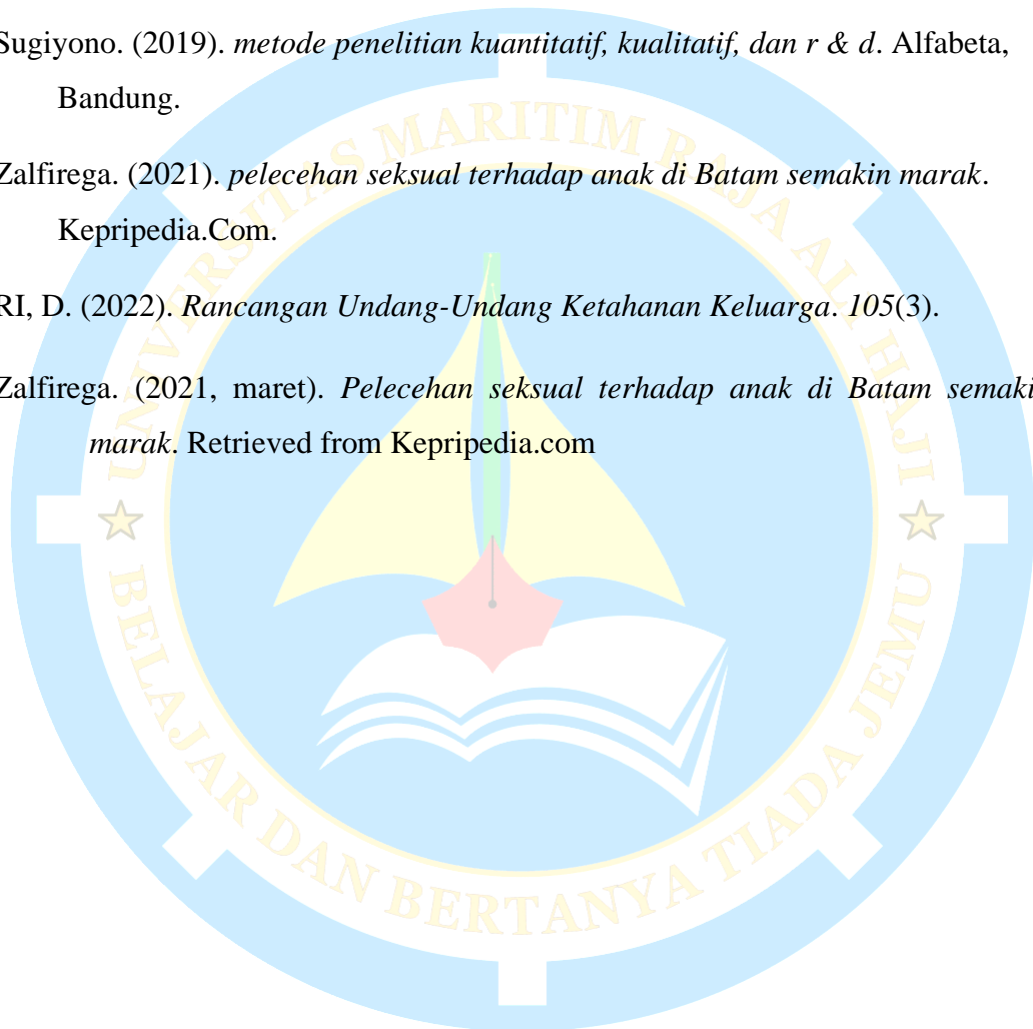 Sugiyono. (2019). metode penelitian kuantitatif, kualitatif, dan r & d. Alfabeta,
Bandung.
Zalfirega. (2021). pelecehan seksual terhadap anak di Batam semakin marak.
Kepripedia.Com.
RI, D. (2022). Rancangan Undang-Undang Ketahanan Keluarga. 105(3).
Zalfirega. (2021, maret). Pelecehan seksual terhadap anak di Batam semaki
marak. Retrieved from Kepripedia.com
UNIVERSITAS MARITIM RAJA ALI HAJI
BELAJAR DAN BERTANYA TIADA JEMU